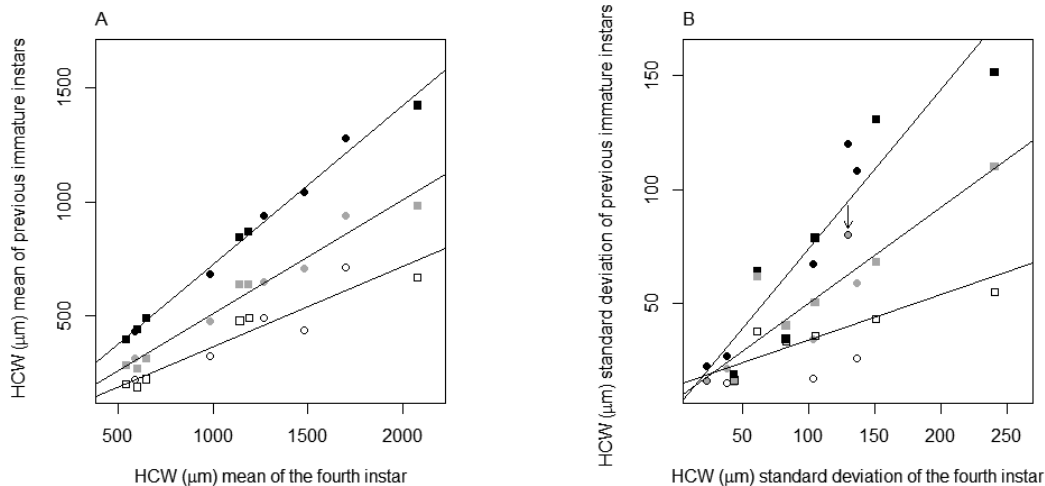 A
HCW (μm) mean of previous immature instars
1500
1000
500
500 1000 1500 2000
HCW (μm) mean of the fourth instar
B
HCW (μm) standard deviation of previous immature instars
150
100
50
50 100 150 200 250
HCW (μm) standard deviation of the fourth instar